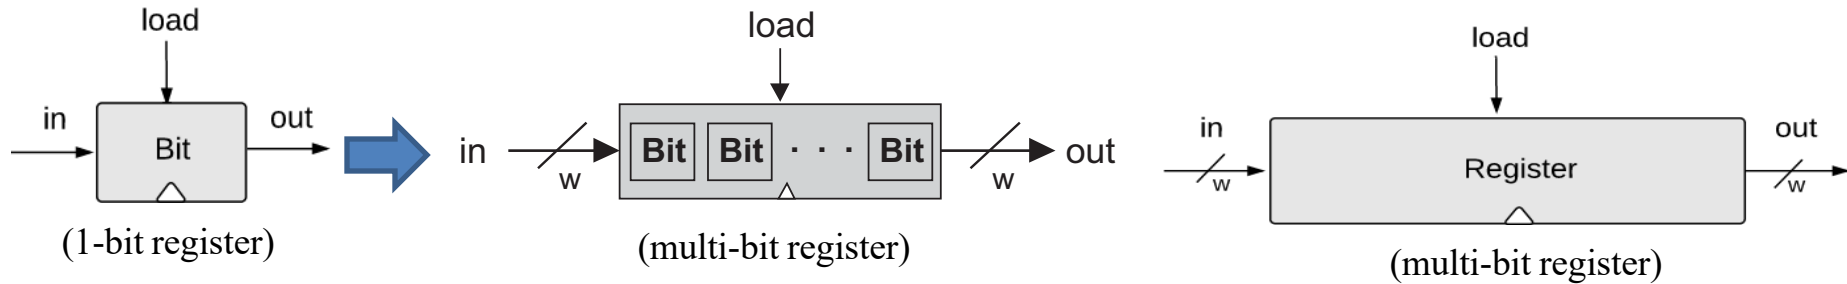 load
in
Bit
out
(1-bit register)
load
in
w
Bit Bit · · · Bit
w
out
(multi-bit register)
load
in
w
Register
out
w
(multi-bit register)